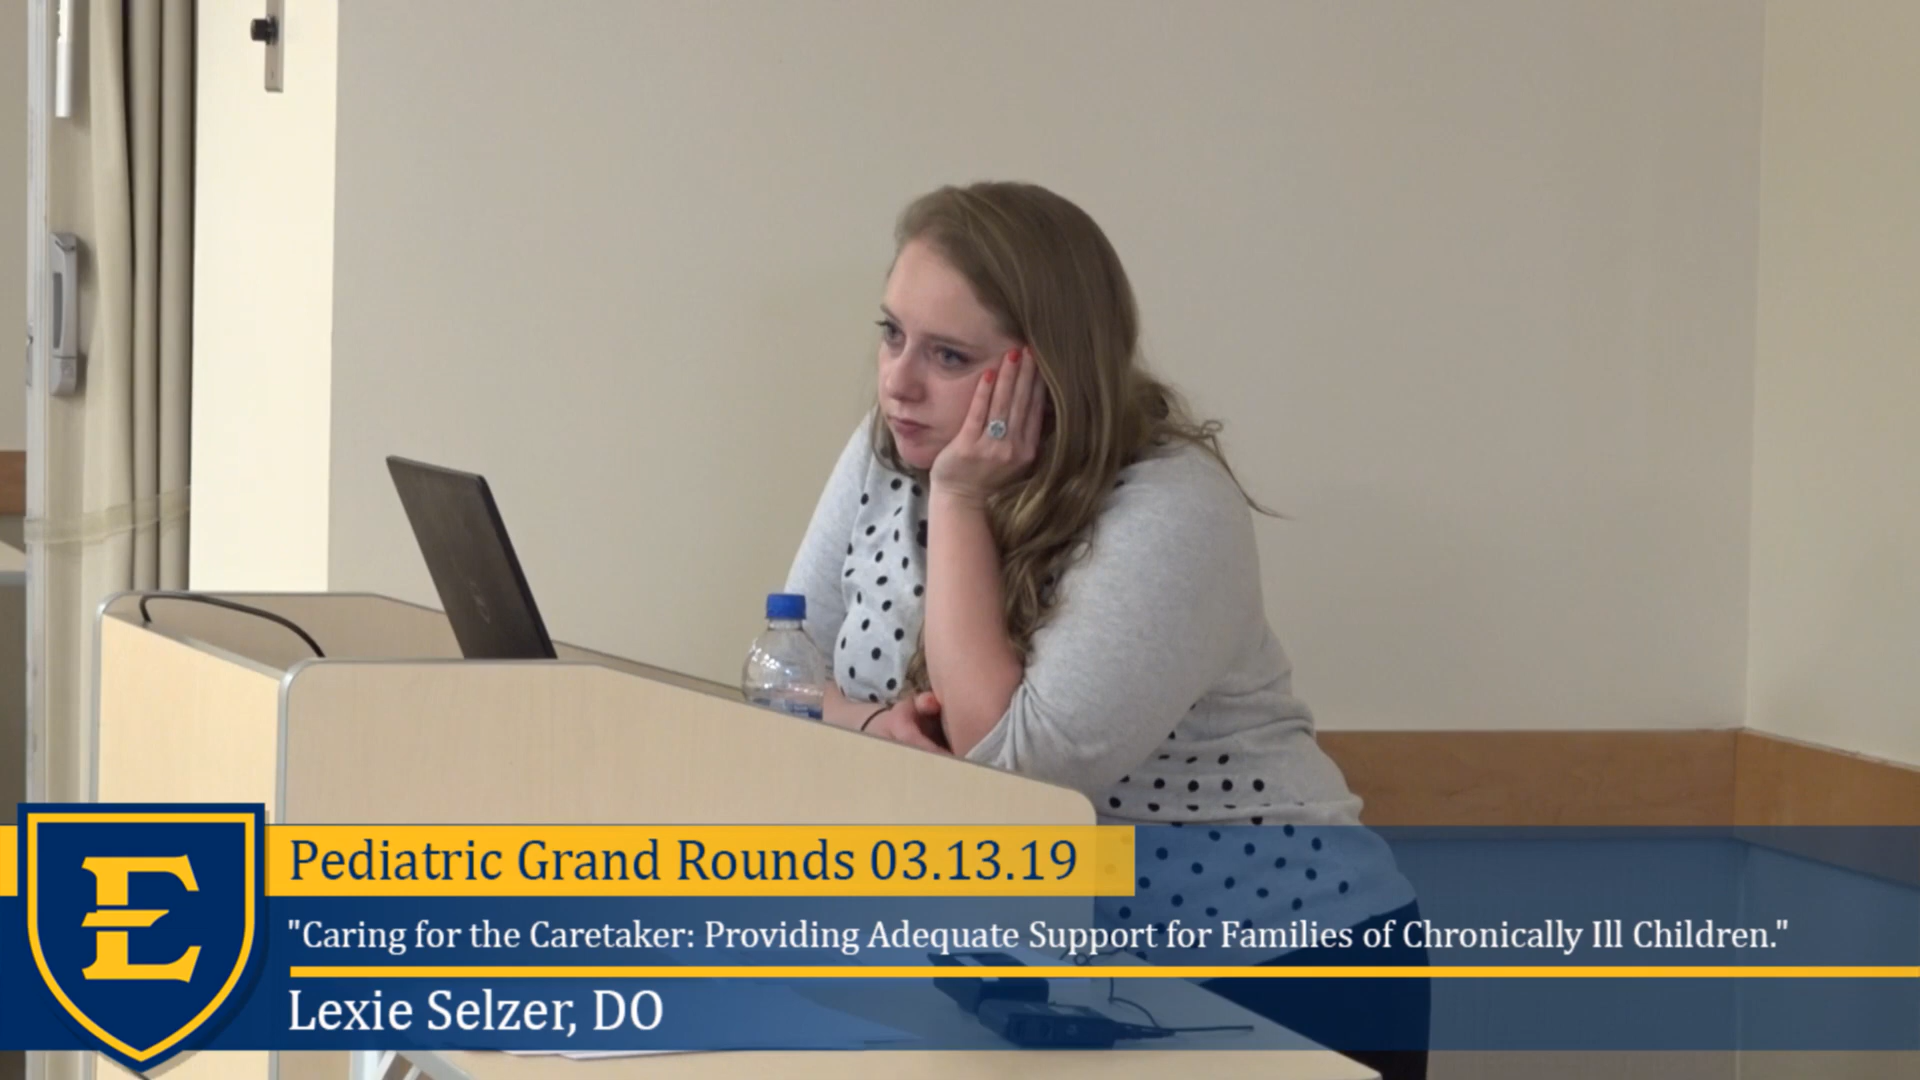 Pediatric Grand Rounds 03.13.19
"Caring for the Caretaker: Providing Adequate Support for Families of Chronically Ill Children."
E
Lexie Selzer, DO